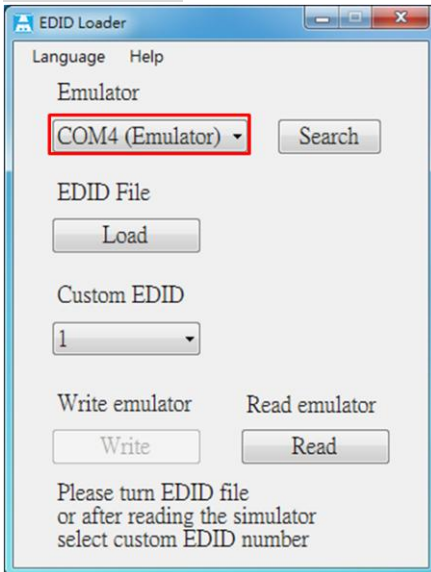 EDID Loader
Language Help
Emulator
COM4 (Emulator) Search
EDID File
Load
Custom EDID
1
Write emulator Read emulator
Write Read
Please turn EDID file
or after reading the simulator
select custom EDID number